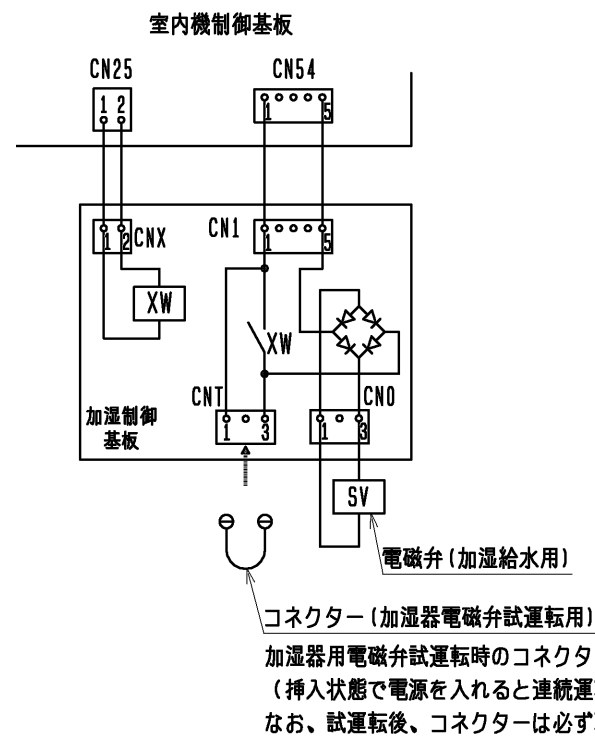 室内機制御基板
CN25
CN54
1 2
1 5
CN1
CNX
1 2
1 5
XW
XW
CNT
CN0
加湿制御
基板
1 3
1 3
SV
電磁弁(加湿給水用)
コネクター(加湿器電磁弁試運転用)
加湿器用電磁弁試運転時のコネクタ
(挿入状態で電源を入れると連続運
なお、試運転後、コネクターは必ず